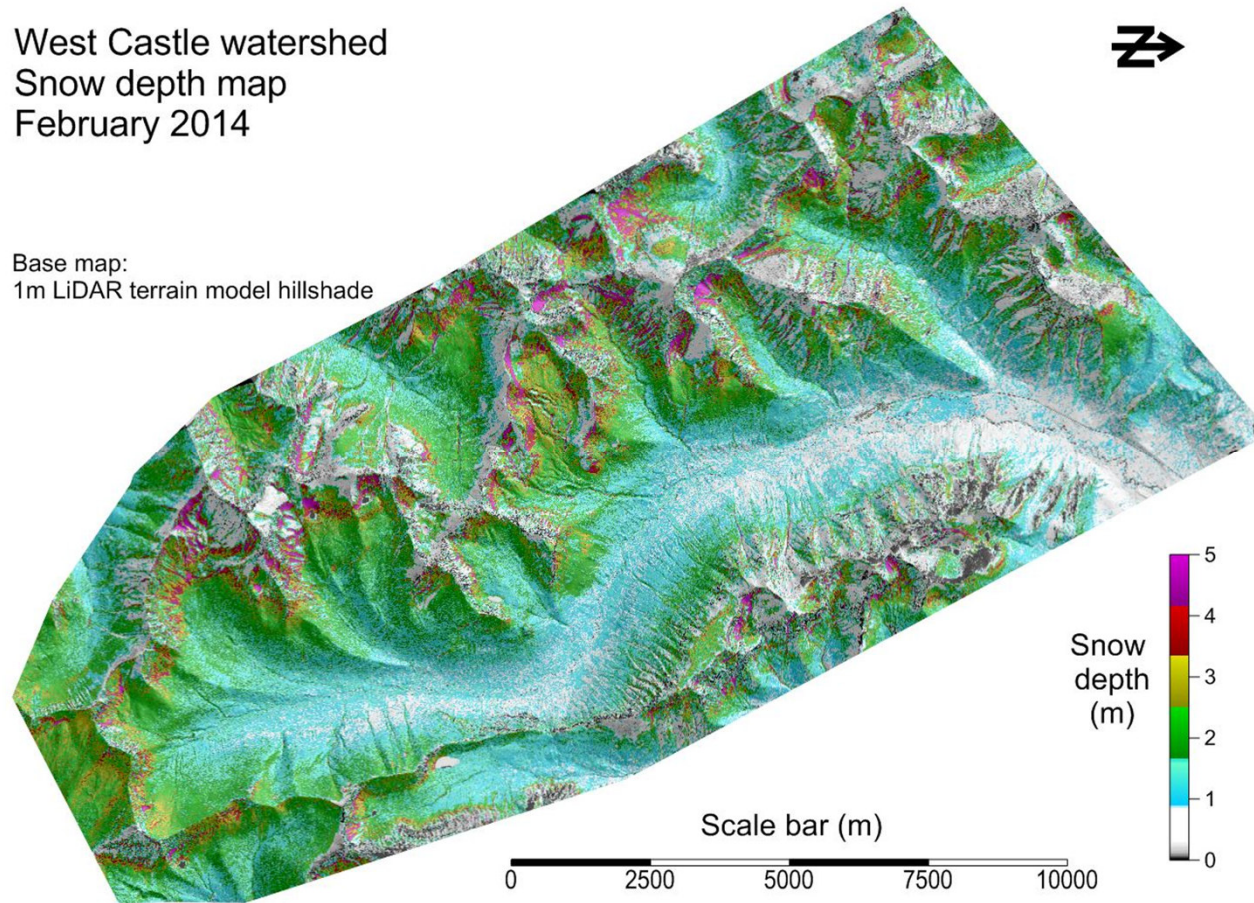 West Castle watershed
Snow depth map
February 2014
Base map:
1m LiDAR terrain model hillshade
N
5
4
3
2
1
0
Snow
depth
(m)
Scale bar (m)
0 2500 5000 7500 10000